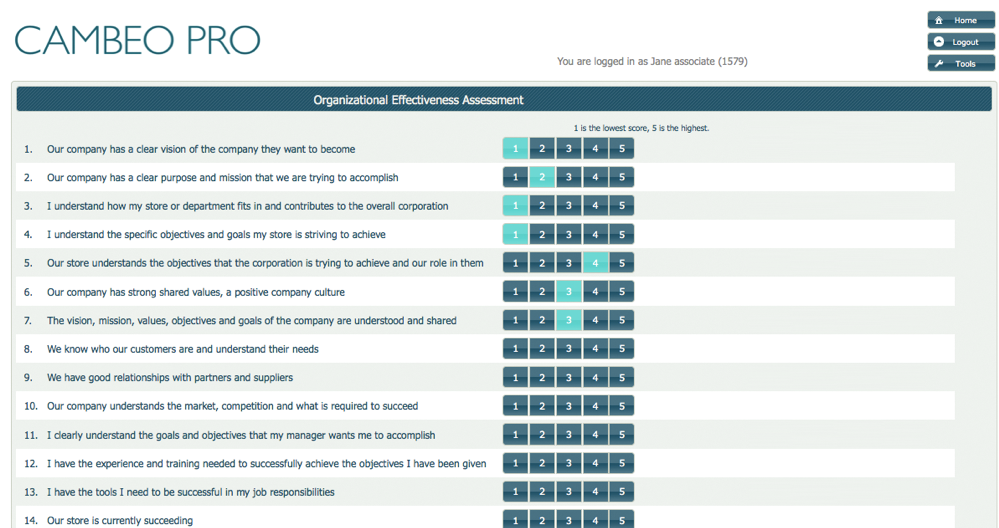 CAMBEO PRO
Home
Logout
Tools
You are logged in as Jane associate (1579)
Organizational Effectiveness Assessment
1 is the lowest score, 5 is the highest.
1. Our company has a clear vision of the company they want to become 1 2 3 4 5
2. Our company has a clear purpose and mission that we are trying to accomplish 1 2 3 4 5
3. I understand how my store or department fits in and contributes to the overall corporation 1 2 3 4 5
4. I understand the specific objectives and goals my store is striving to achieve 1 2 3 4 5
5. Our store understands the objectives that the corporation is trying to achieve and our role in them 1 2 3 4 5
6. Our company has strong shared values, a positive company culture 1 2 3 4 5
7. The vision, mission, values, objectives and goals of the company are understood and shared 1 2 3 4 5
8. We know who our customers are and understand their needs 1 2 3 4 5
9. We have good relationships with partners and suppliers 1 2 3 4 5
10. Our company understands the market, competition and what is required to succeed 1 2 3 4 5
11. I clearly understand the goals and objectives that my manager wants me to accomplish 1 2 3 4 5
12. I have the experience and training needed to successfully achieve the objectives I have been given 1 2 3 4 5
13. I have the tools I need to be successful in my job responsibilities 1 2 3 4 5
14. Our store is currently succeeding 1 2 3 4 5